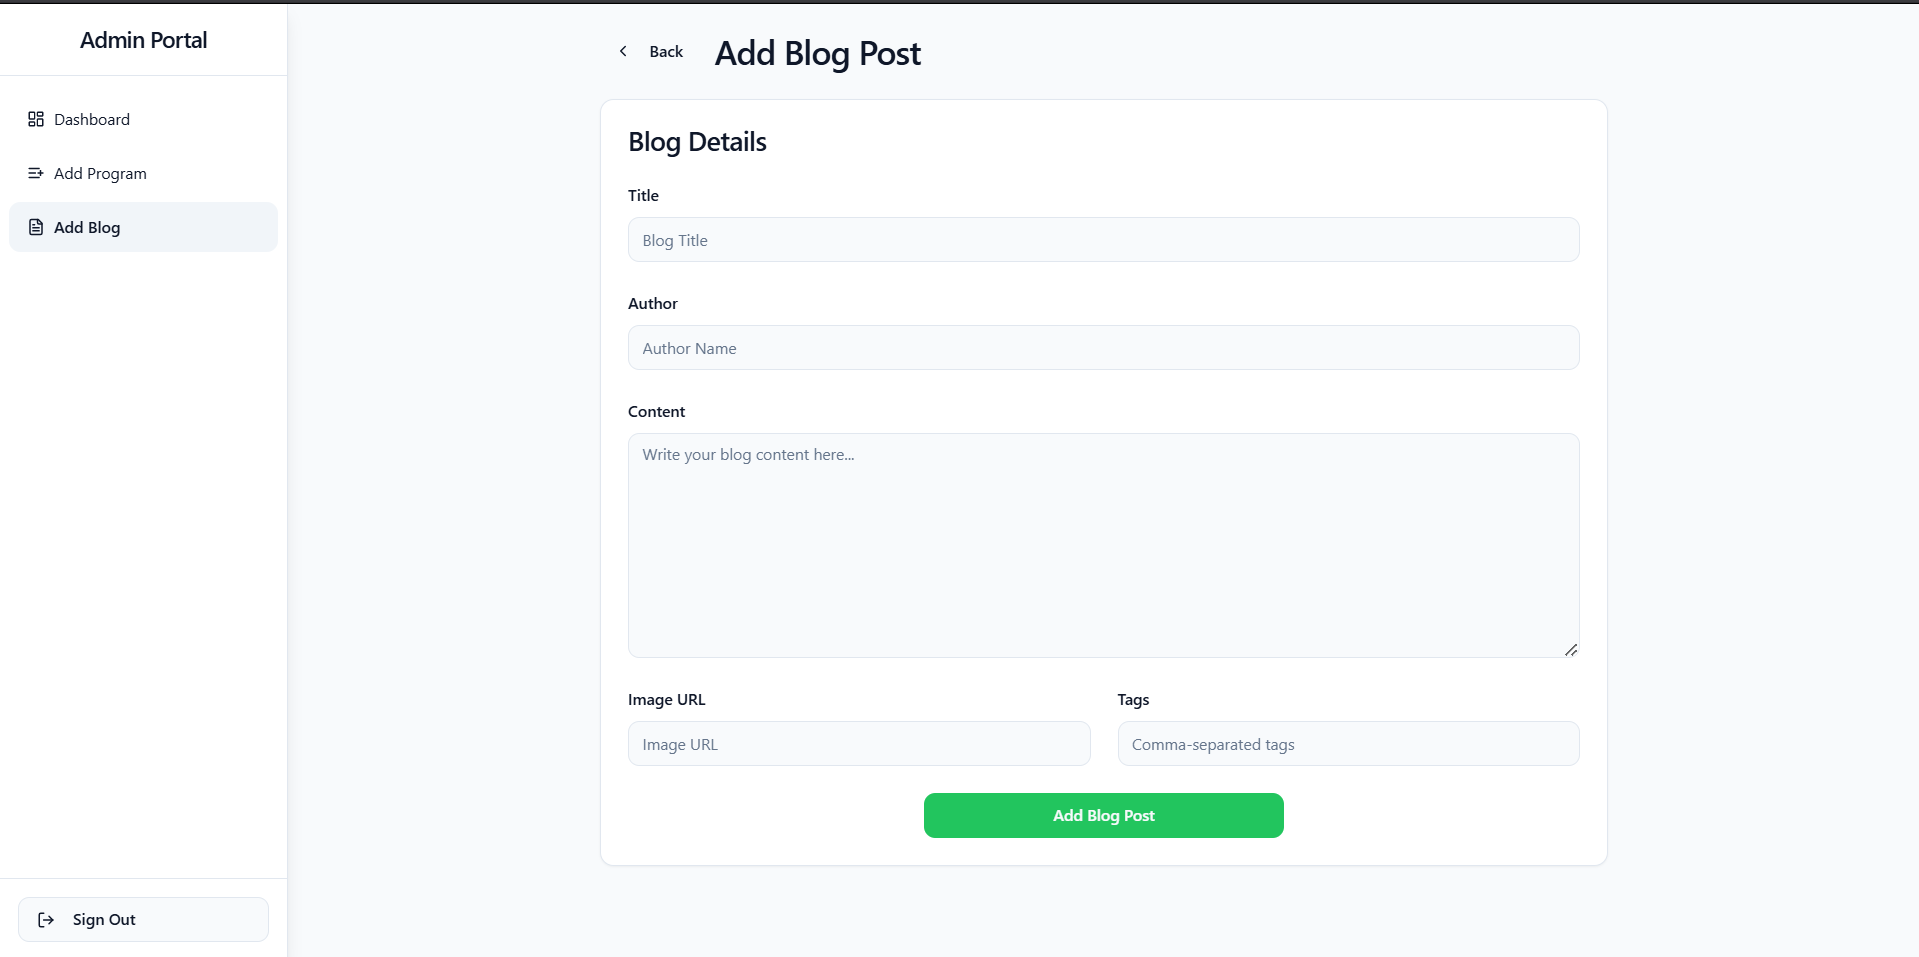 Admin Portal
Dashboard
Add Program
Add Blog
Sign Out
Back
Add Blog Post
Blog Details
Title
Blog Title
Author
Author Name
Content
Write your blog content here...
Image URL
Tags
Image URL
Comma-separated tags
Add Blog Post